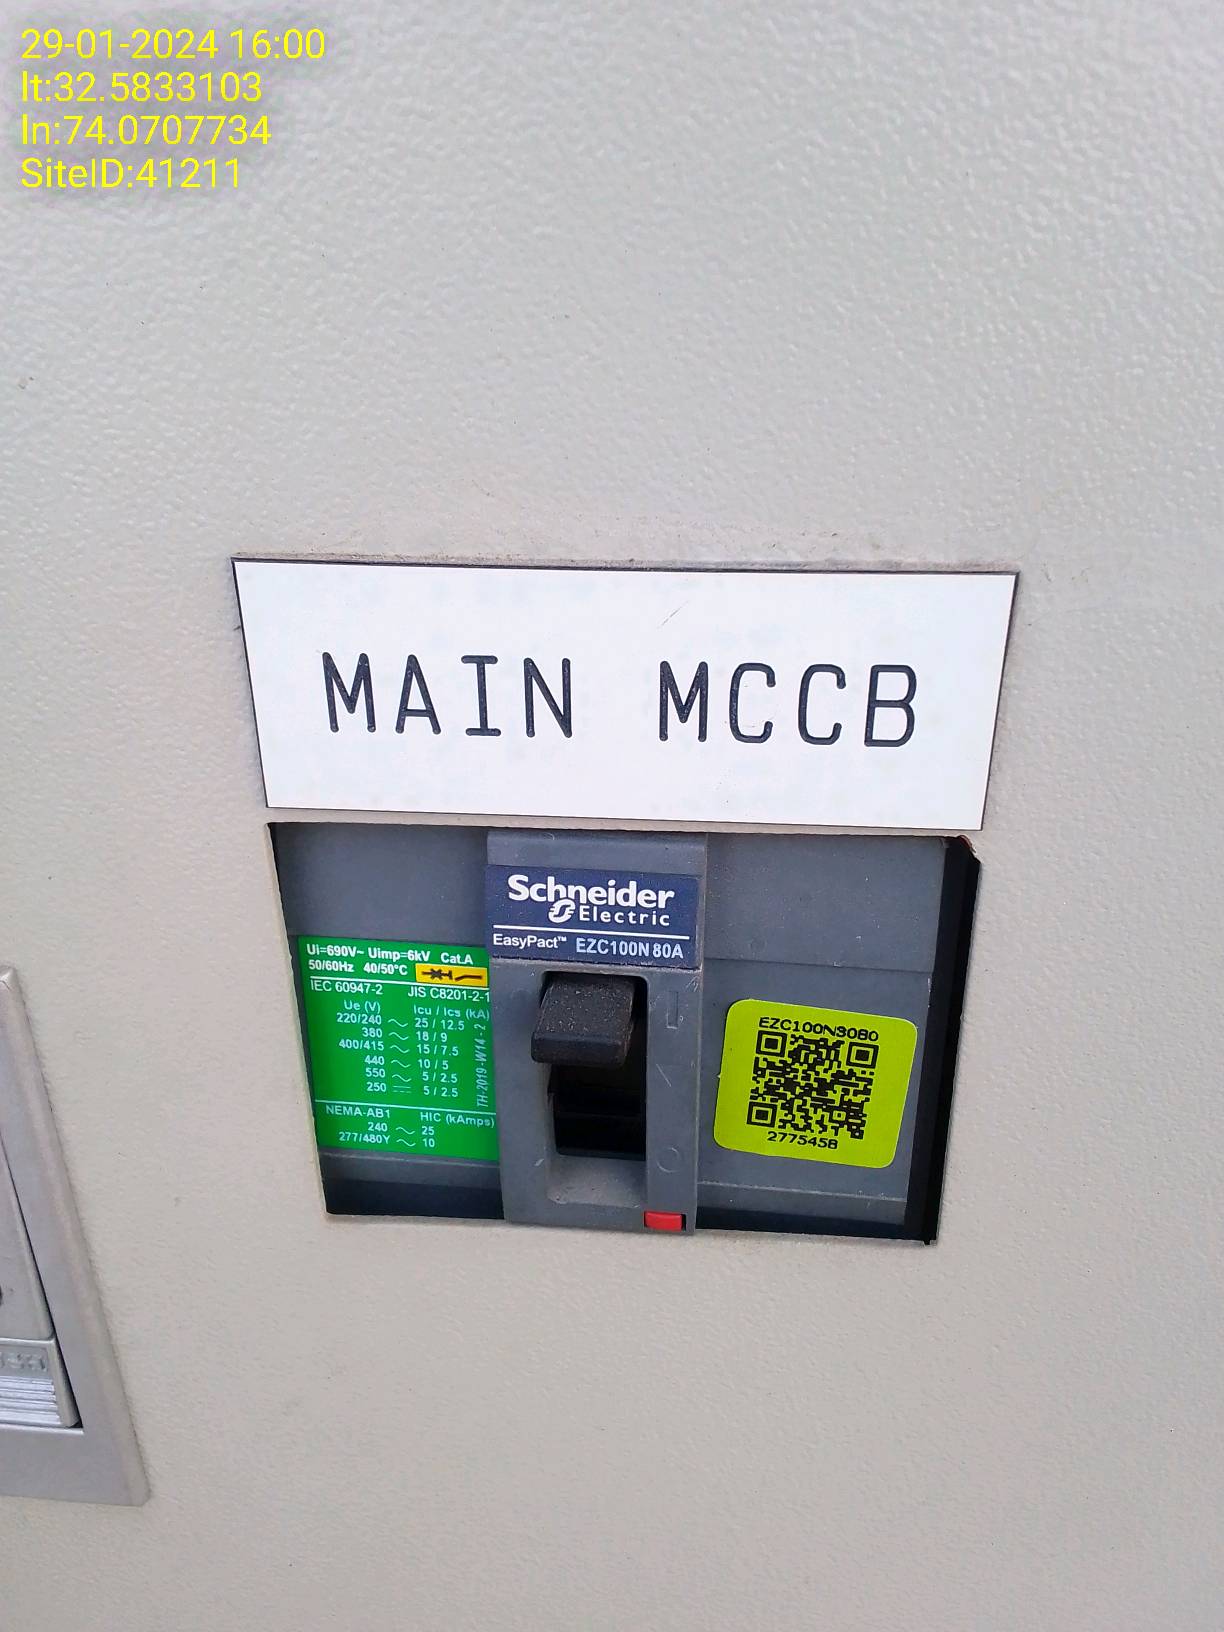 29-01-2024 16:00
lt:32.5833103
ln:74.0707734
SiteID:41211
MAIN MCCB
Schneider
Electric
EasyPact™ EZC100N 80A
Ui=690V~ Uimp=6kV Cat.A
50/60Hz 40/50°C
IEC 60947-2 JIS C8201-2-1
Ue (V) Icu / Ics (kA)
220/240 ~ 25 / 12.5
380 ~ 18 / 9
400/415 ~ 15 / 7.5
440 ~ 10 / 5
550 ~ 5 / 2.5
250 ⎓ 5 / 2.5
TH-2019-W14-2
NEMA-AB1 HIC (kAmps)
240 ~ 25
277/480Y ~ 10
I
O
EZC100N3080
2775458